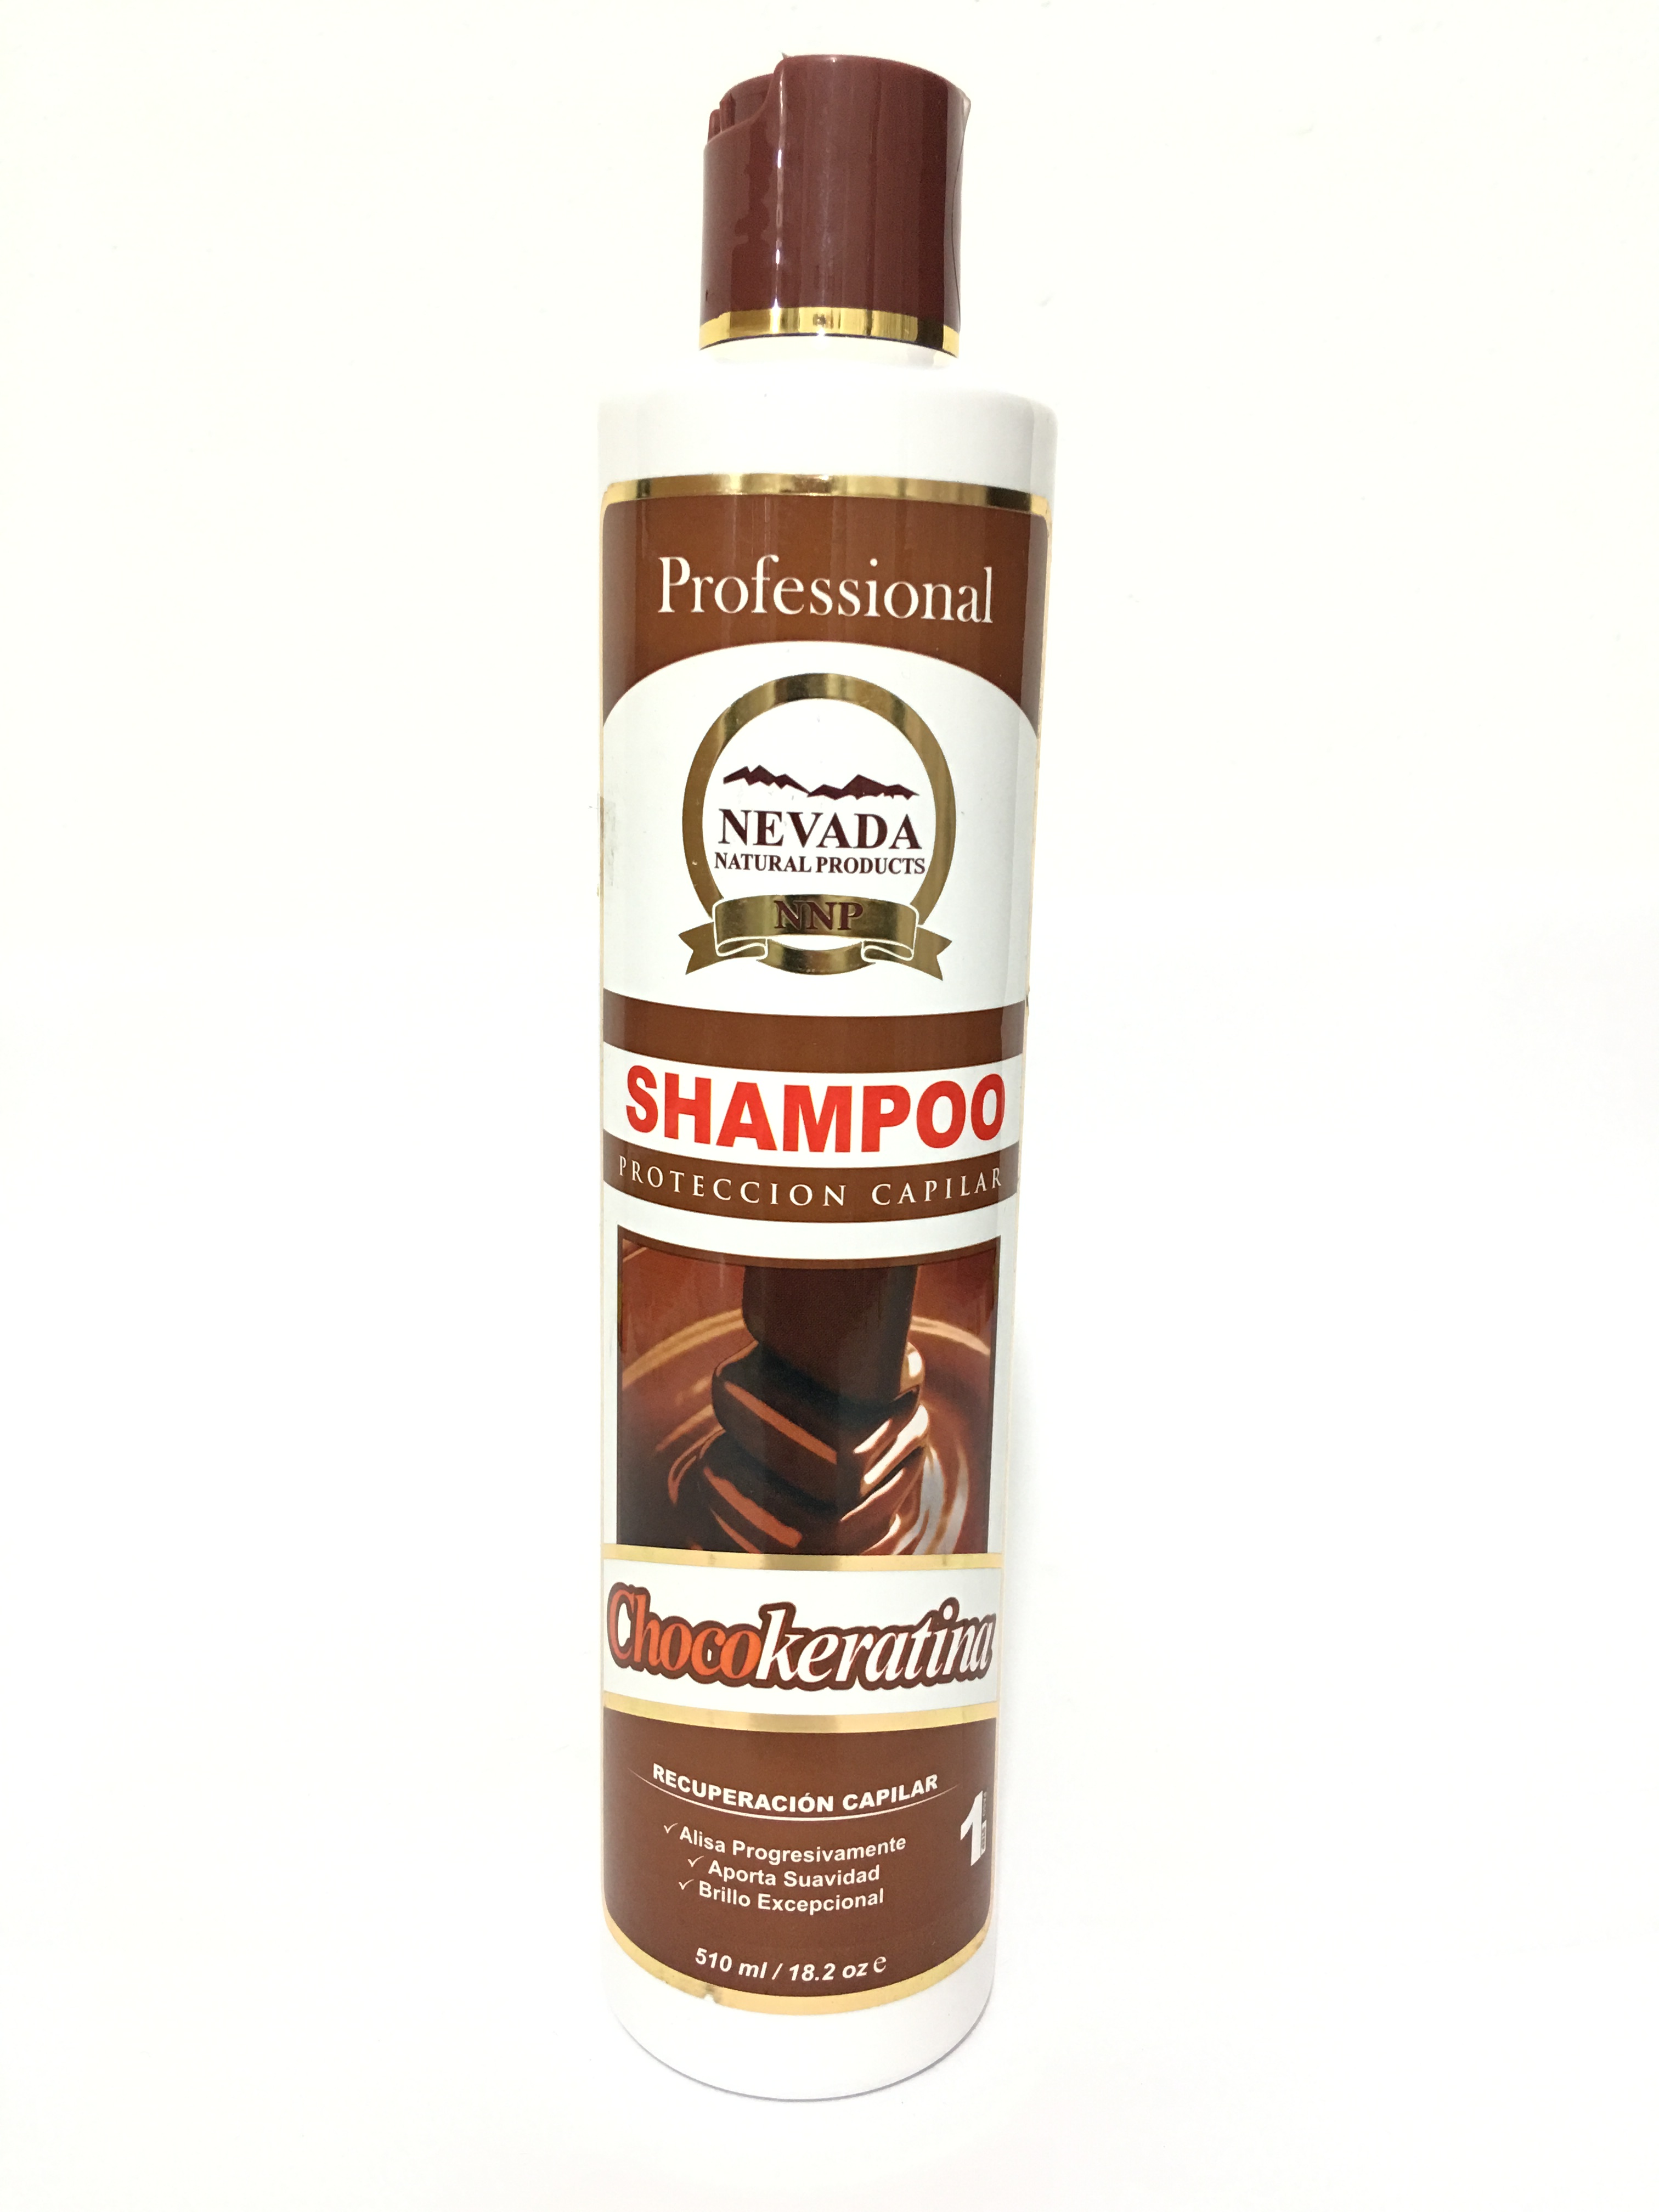 Professional
NEVADA
NATURAL PRODUCTS
NNP
SHAMPOO
PROTECCION CAPILAR
Chocokeratina
RECUPERACIÓN CAPILAR
✓ Alisa Progresivamente
✓ Aporta Suavidad
✓ Brillo Excepcional
1
510 ml / 18.2 oz e